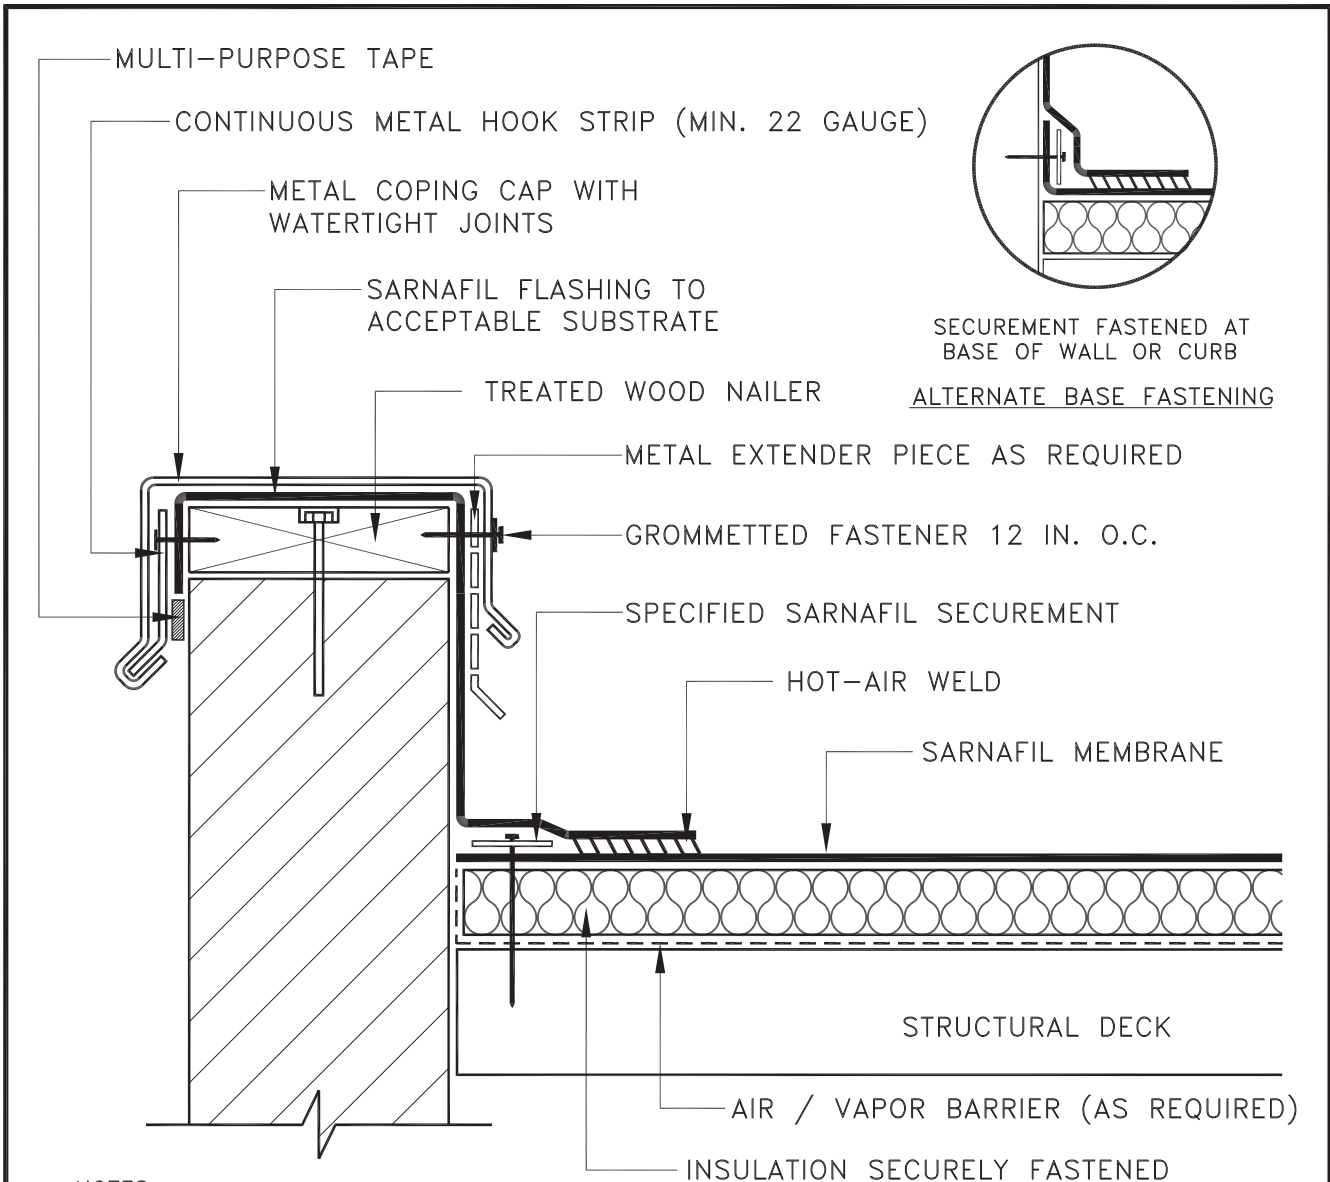 MULTI-PURPOSE TAPE
CONTINUOUS METAL HOOK STRIP (MIN. 22 GAUGE)
METAL COPING CAP WITH
WATERTIGHT JOINTS
SARNAFIL FLASHING TO
ACCEPTABLE SUBSTRATE
SECUREMENT FASTENED AT
BASE OF WALL OR CURB
ALTERNATE BASE FASTENING
TREATED WOOD NAILER
METAL EXTENDER PIECE AS REQUIRED
GROMMETTED FASTENER 12 IN. O.C.
SPECIFIED SARNAFIL SECUREMENT
HOT-AIR WELD
SARNAFIL MEMBRANE
STRUCTURAL DECK
AIR / VAPOR BARRIER (AS REQUIRED)
INSULATION SECURELY FASTENED